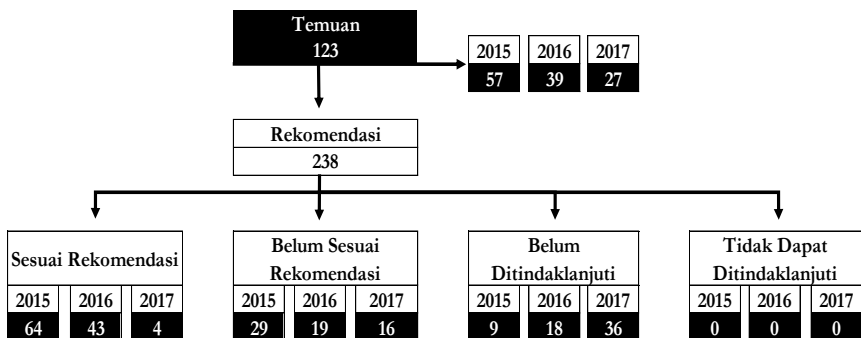 Temuan
123
2015 2016 2017
57 39 27
Rekomendasi
238
Sesuai Rekomendasi
2015 2016 2017
64 43 4
Belum Sesuai
Rekomendasi
2015 2016 2017
29 19 16
Belum
Ditindaklanjuti
2015 2016 2017
9 18 36
Tidak Dapat
Ditindaklanjuti
2015 2016 2017
0 0 0